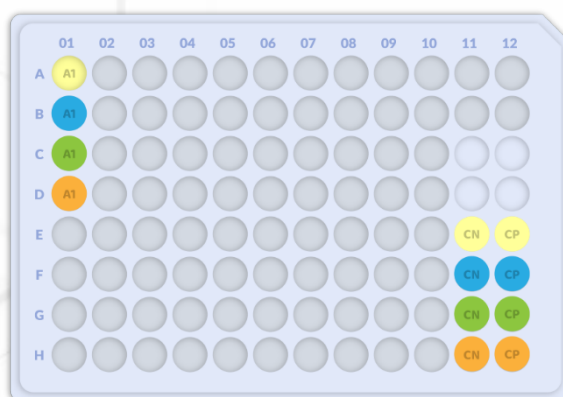 01 02 03 04 05 06 07 08 09 10 11 12
A A1
B A1
C A1
D A1
E CN CP
F CN CP
G CN CP
H CN CP